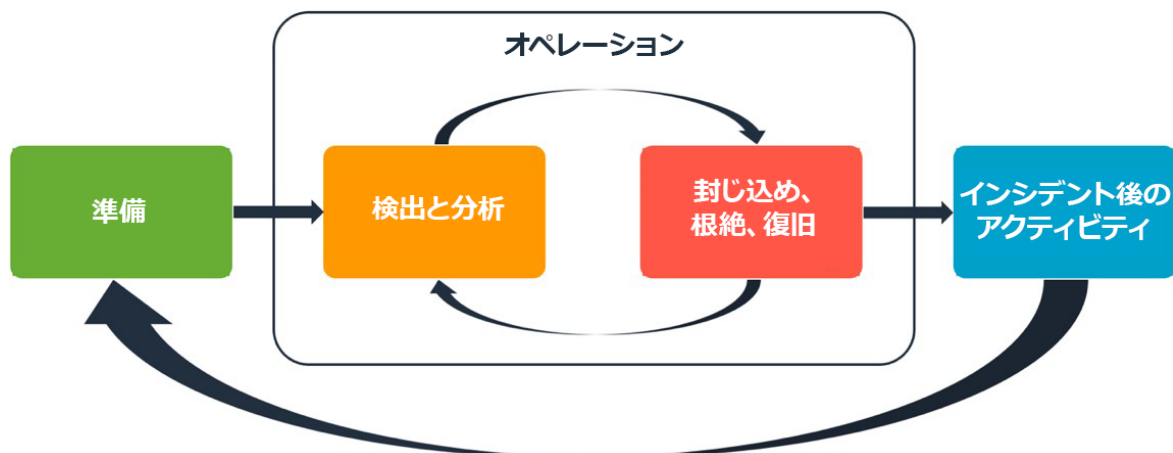 オペレーション
準備
検出と分析
封じ込め、
根絶、復旧
インシデント後の
アクティビティ